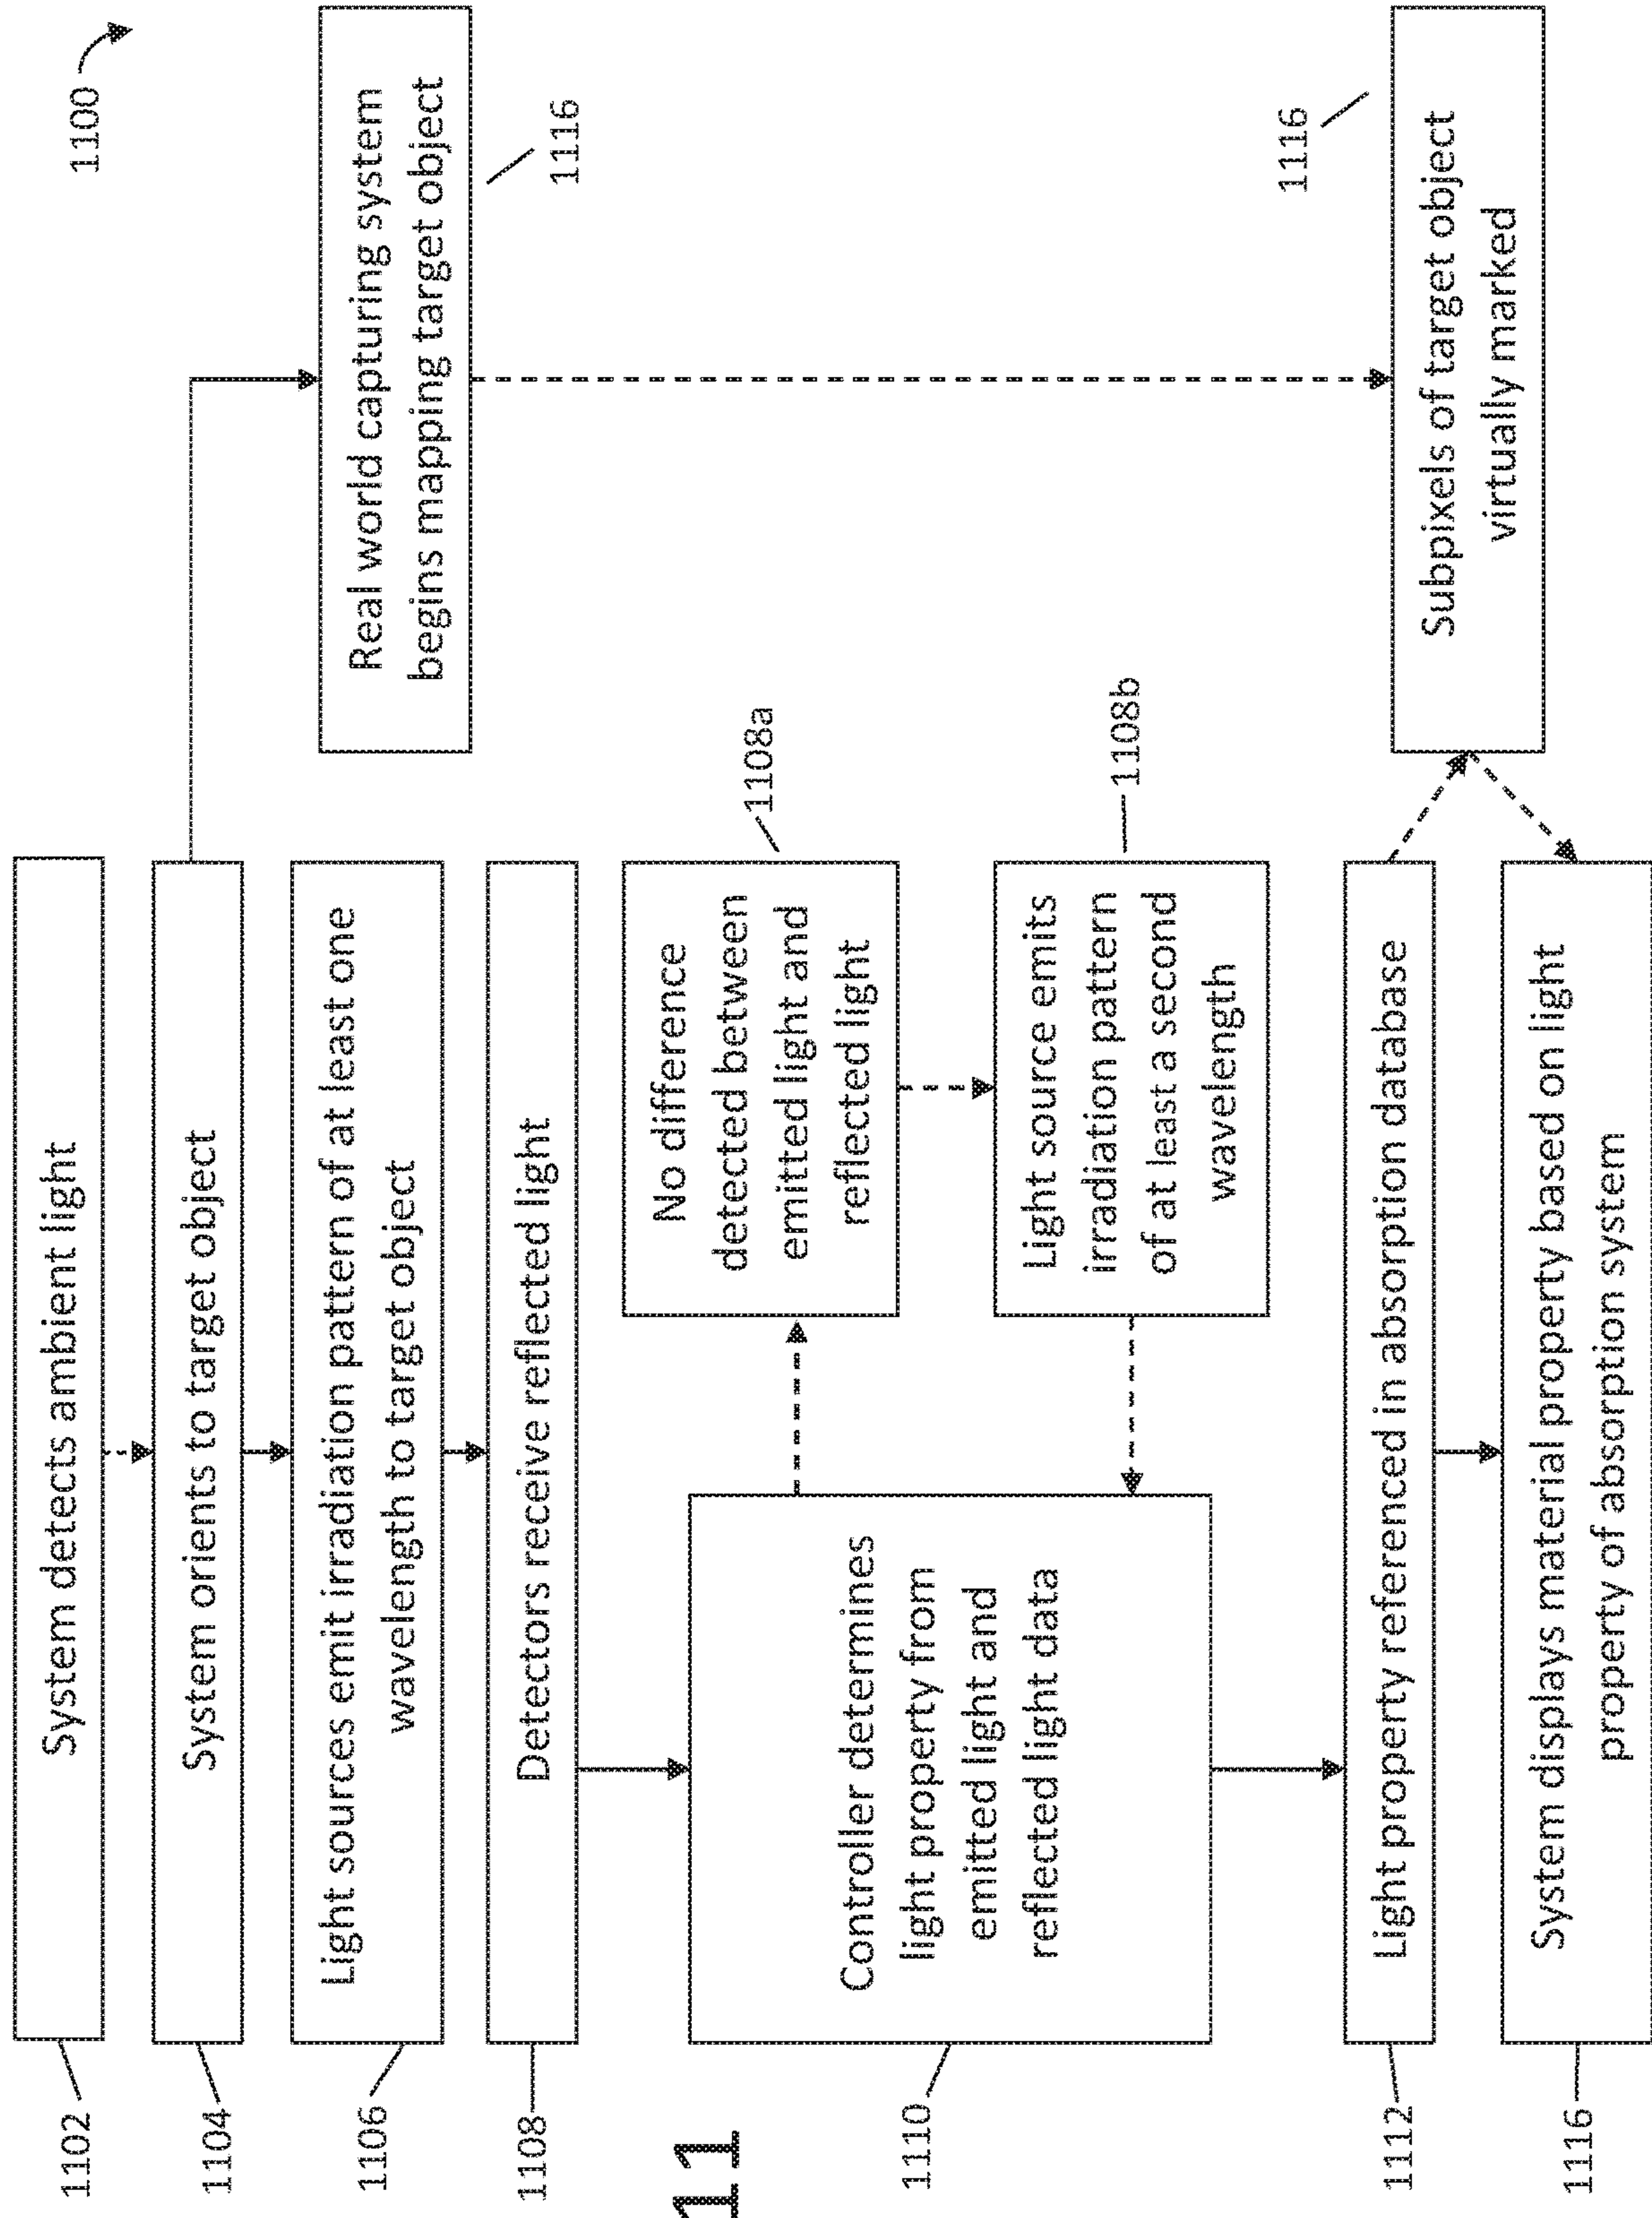 1100
1102
System detects ambient light
1104
System orients to target object
Real world capturing system
begins mapping target object
1116
1106
Light sources emit irradiation pattern of at least one
wavelength to target object
1108
Detectors receive reflected light
11
1110
Controller determines
light property from
emitted light and
reflected light data
No difference
detected between
emitted light and
reflected light
1108a
Light source emits
irradiation pattern
of at least a second
wavelength
1108b
1112
Light property referenced in absorption database
Subpixels of target object
virtually marked
1116
1116
System displays material property based on light
property of absorption system